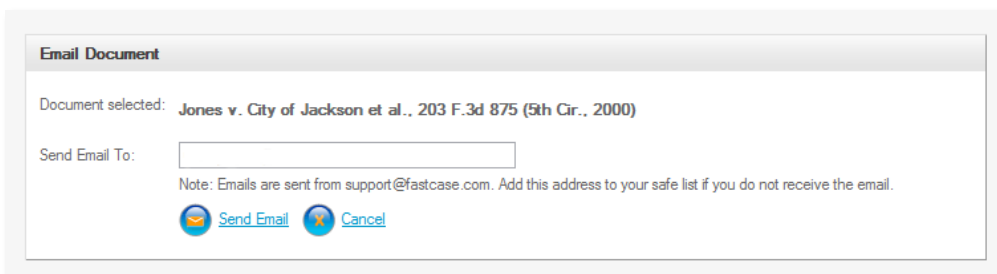 Email Document
Document selected: Jones v. City of Jackson et al., 203 F.3d 875 (5th Cir., 2000)
Send Email To:
Note: Emails are sent from support@fastcase.com. Add this address to your safe list if you do not receive the email.
Send Email Cancel